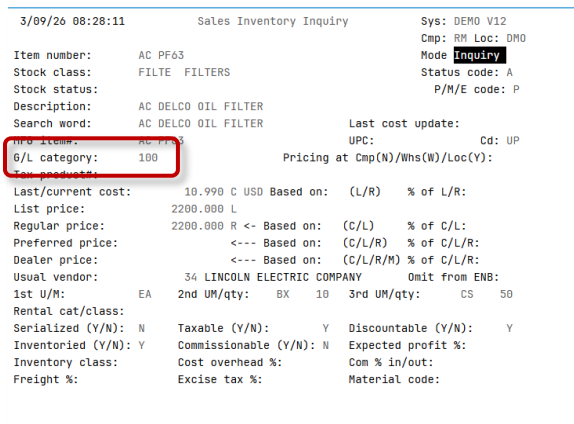 3/09/26 08:28:11 Sales Inventory Inquiry Sys: DEMO V12
Cmp: RM Loc: DMO
Item number: AC PF63 Mode Inquiry
Stock class: FILTE FILTERS Status code: A
Stock status: P/M/E code: P
Description: AC DELCO OIL FILTER
Search word: AC DELCO OIL FILTER Last cost update:
MFG item#: AC PF63 UPC: Cd: UP
G/L category: 100 Pricing at Cmp(N)/Whs(W)/Loc(Y):
Tax product#:
Last/current cost: 10.990 C USD Based on: (L/R) % of L/R:
List price: 2200.000 L
Regular price: 2200.000 R <- Based on: (C/L) % of C/L:
Preferred price: <--- Based on: (C/L/R) % of C/L/R:
Dealer price: <--- Based on: (C/L/R/M) % of C/L/R:
Usual vendor: 34 LINCOLN ELECTRIC COMPANY Omit from ENB:
1st U/M: EA 2nd UM/qty: BX 10 3rd UM/qty: CS 50
Rental cat/class:
Serialized (Y/N): N Taxable (Y/N): Y Discountable (Y/N): Y
Inventoried (Y/N): Y Commissionable (Y/N): N Expected profit %:
Inventory class: Cost overhead %: Com % in/out:
Freight %: Excise tax %: Material code: